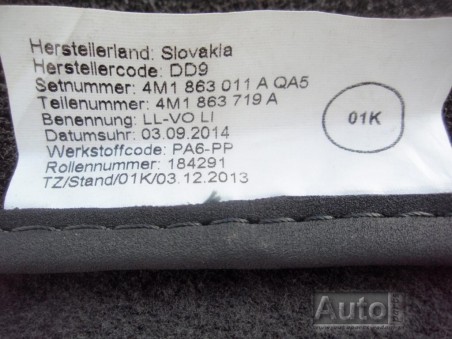 Herstellerland: Slovakia
Herstellercode: DD9
Setnummer: 4M1 863 011 A QA5
Teilenummer: 4M1 863 719 A
Benennung: LL-VO LI
Datumsuhr: 03.09.2014
Werkstoffcode: PA6-PP
Rollennummer: 184291
TZ/Stand/01K/03.12.2013
01K
Auto